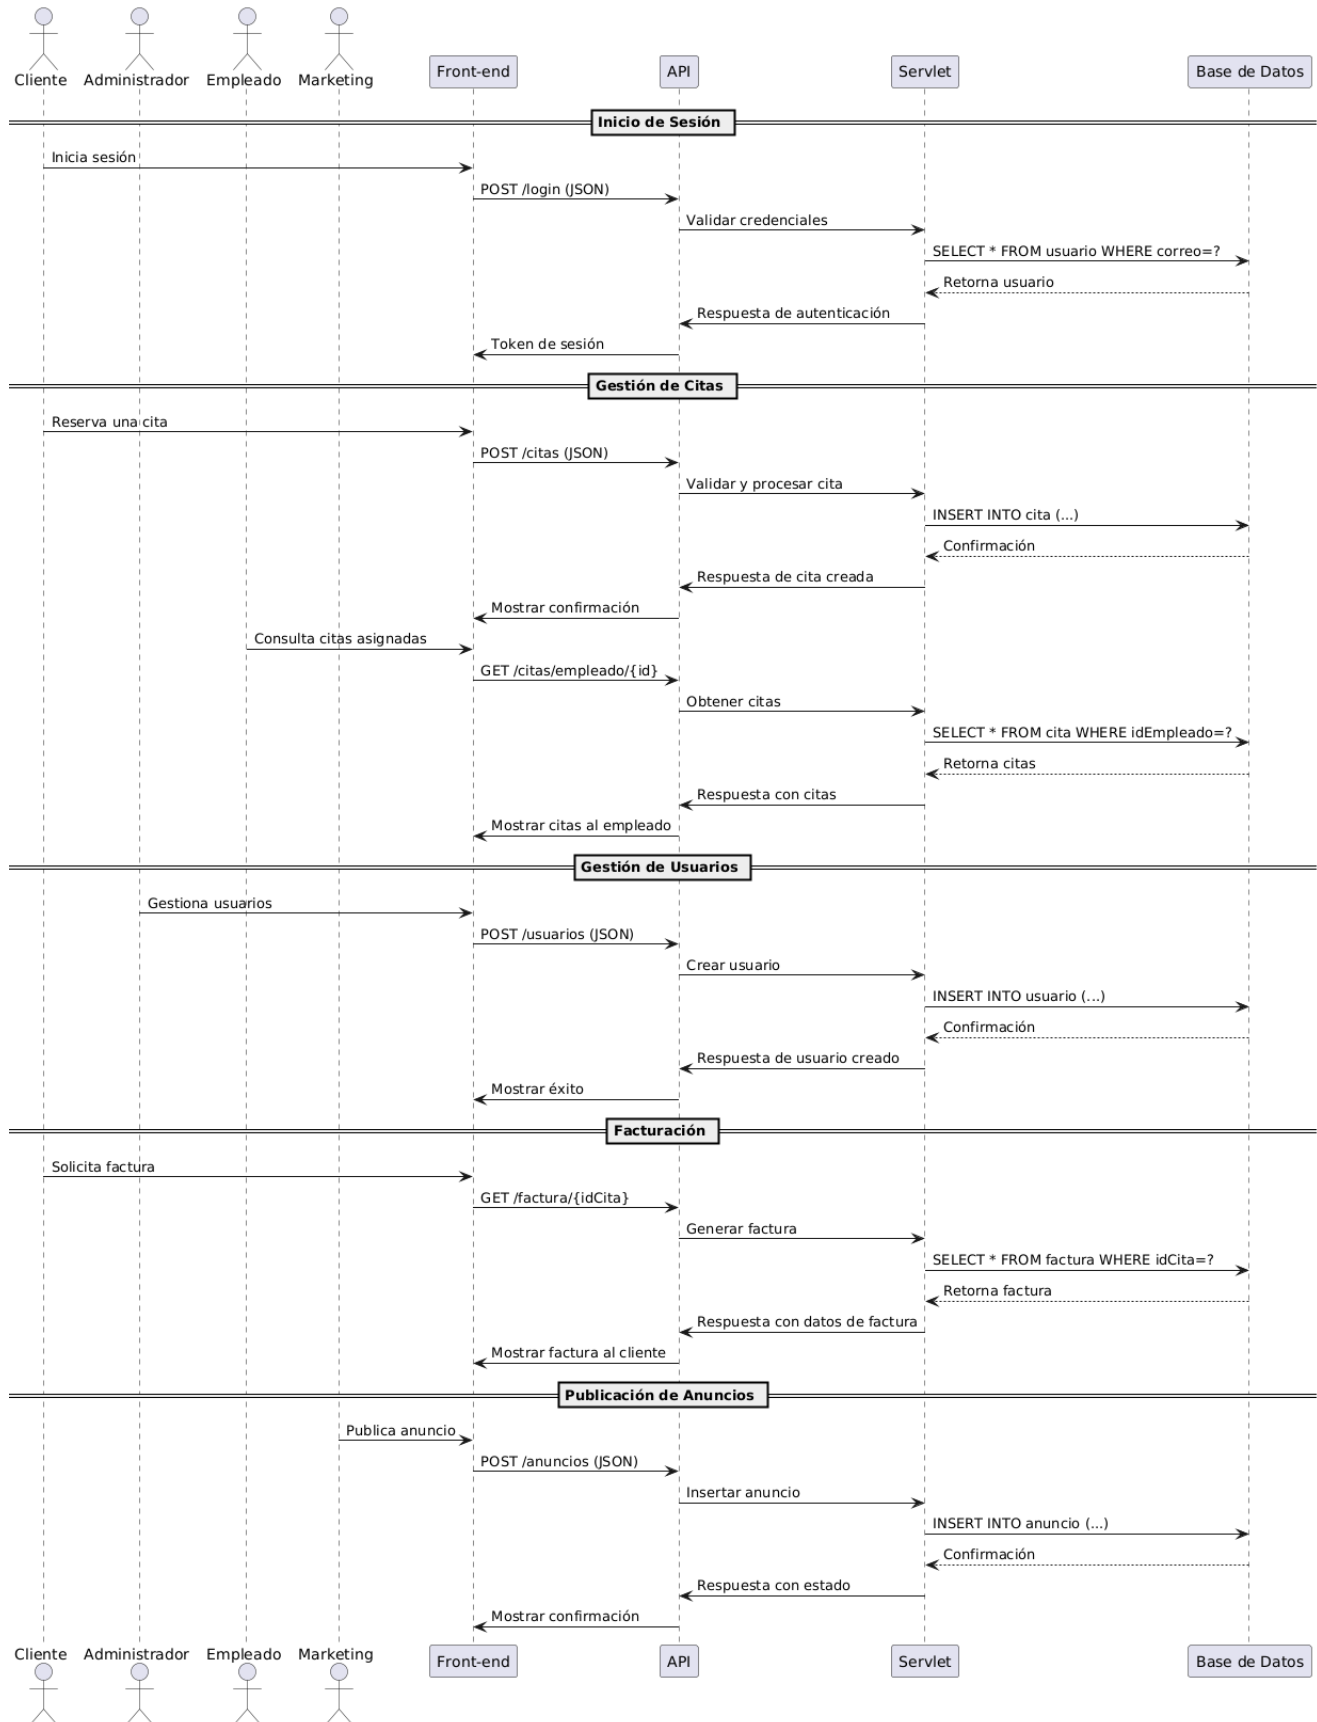 Cliente
Administrador
Empleado
Marketing
Front-end
API
Servlet
Base de Datos
Inicio de Sesión
Inicia sesión
POST /login (JSON)
Validar credenciales
SELECT * FROM usuario WHERE correo=?
Retorna usuario
Respuesta de autenticación
Token de sesión
Gestión de Citas
Reserva una cita
POST /citas (JSON)
Validar y procesar cita
INSERT INTO cita (...)
Confirmación
Respuesta de cita creada
Mostrar confirmación
Consulta citas asignadas
GET /citas/empleado/{id}
Obtener citas
SELECT * FROM cita WHERE idEmpleado=?
Retorna citas
Respuesta con citas
Mostrar citas al empleado
Gestión de Usuarios
Gestiona usuarios
POST /usuarios (JSON)
Crear usuario
INSERT INTO usuario (...)
Confirmación
Respuesta de usuario creado
Mostrar éxito
Facturación
Solicita factura
GET /factura/{idCita}
Generar factura
SELECT * FROM factura WHERE idCita=?
Retorna factura
Respuesta con datos de factura
Mostrar factura al cliente
Publicación de Anuncios
Publica anuncio
POST /anuncios (JSON)
Insertar anuncio
INSERT INTO anuncio (...)
Confirmación
Respuesta con estado
Mostrar confirmación
Cliente
Administrador
Empleado
Marketing
Front-end
API
Servlet
Base de Datos